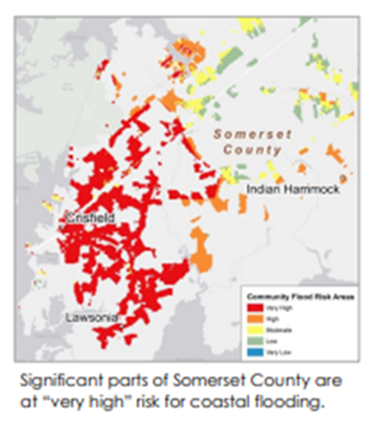 Somerset
County
Indian Hammock
Crisfield
Lawsonia
Community Flood Risk Areas
Very High
High
Moderate
Low
Very Low
Significant parts of Somerset County are
at “very high” risk for coastal flooding.